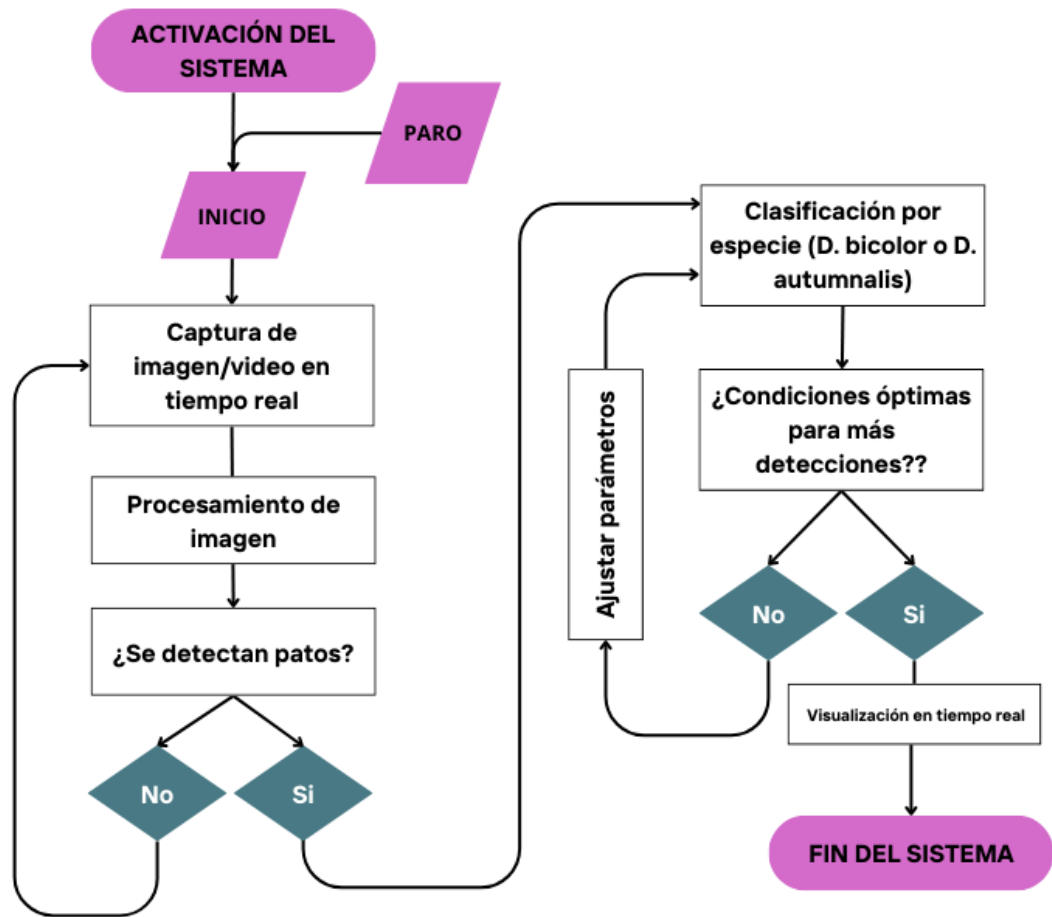 ACTIVACIÓN DEL
SISTEMA
PARO
INICIO
Captura de
imagen/video en
tiempo real
Procesamiento de
imagen
¿Se detectan patos?
No
Si
Clasificación por
especie (D. bicolor o D.
autumnalis)
¿Condiciones óptimas
para más
detecciones??
Ajustar parámetros
No
Si
Visualización en tiempo real
FIN DEL SISTEMA